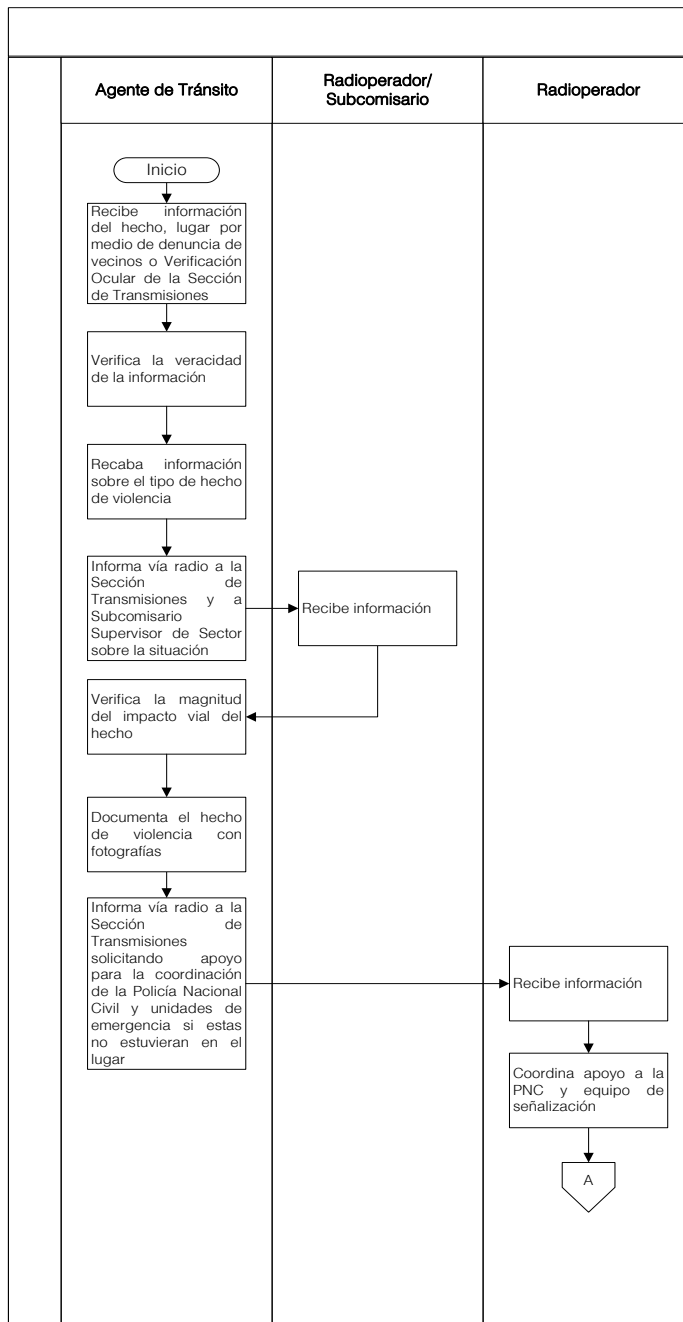 Agente de Tránsito
Radioperador/
Subcomisario
Radioperador
Inicio
Recibe información
del hecho, lugar por
medio de denuncia de
vecinos o Verificación
Ocular de la Sección
de Transmisiones
Verifica la veracidad
de la información
Recaba información
sobre el tipo de hecho
de violencia
Informa vía radio a la
Sección de
Transmisiones y a
Subcomisario
Supervisor de Sector
sobre la situación
Recibe información
Verifica la magnitud
del impacto vial del
hecho
Documenta el hecho
de violencia con
fotografías
Informa vía radio a la
Sección de
Transmisiones
solicitando apoyo
para la coordinación
de la Policía Nacional
Civil y unidades de
emergencia si estas
no estuvieran en el
lugar
Recibe información
Coordina apoyo a la
PNC y equipo de
señalización
A